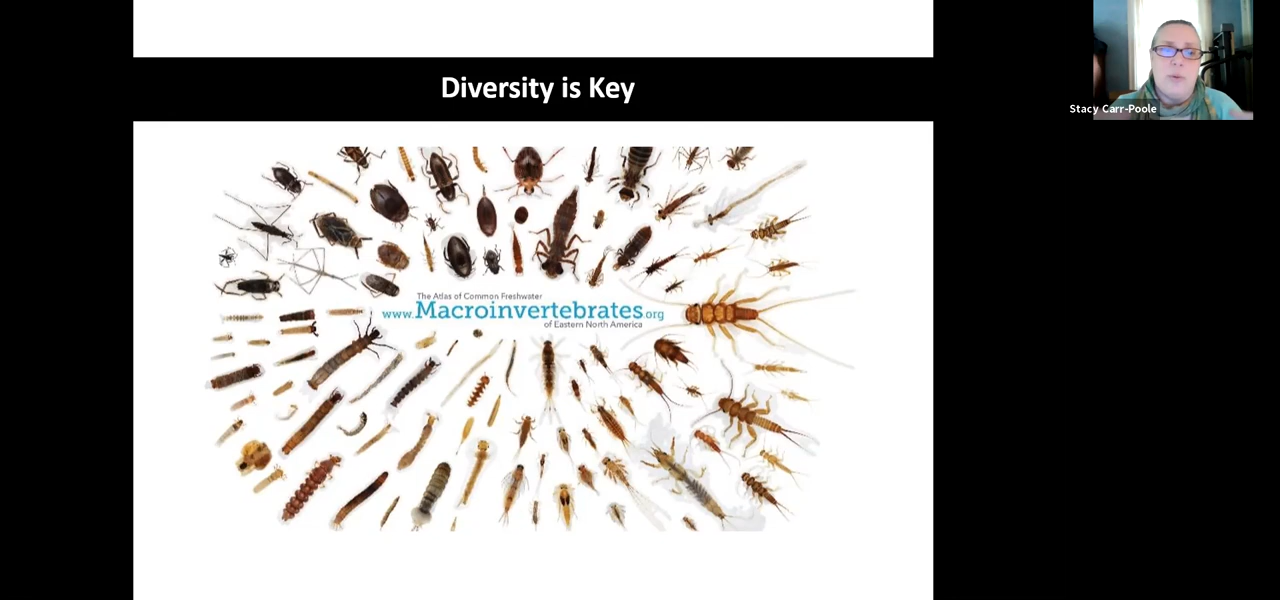 Diversity is Key
Stacy Carr-Poole
The Atlas of Common Freshwater
www.Macroinvertebrates.org
of Eastern North America